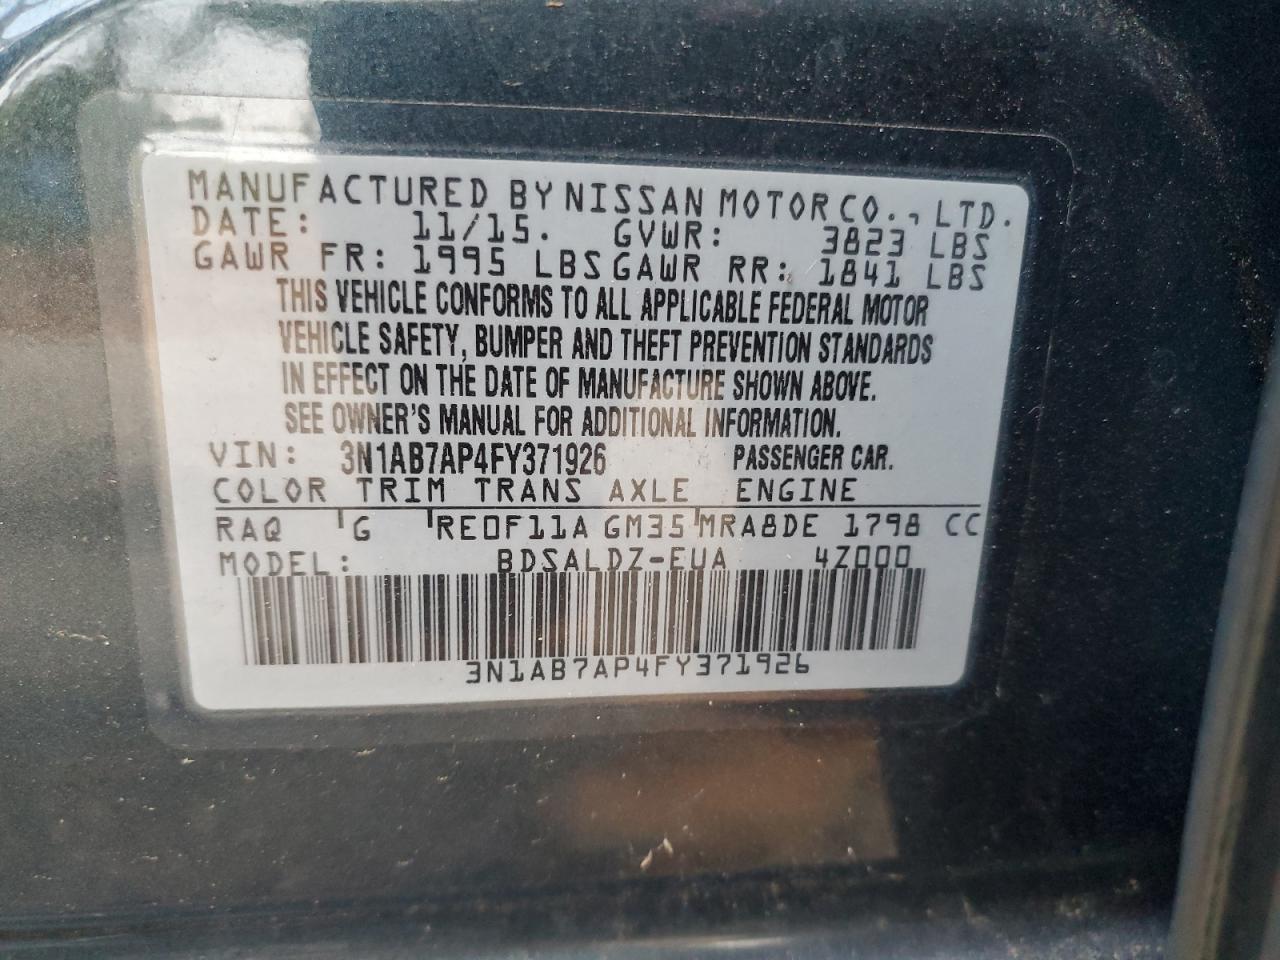 MANUFACTURED BY NISSAN MOTOR CO., LTD.
DATE: 11/15. GVWR: 3823 LBS
GAWR FR: 1995 LBS GAWR RR: 1841 LBS
THIS VEHICLE CONFORMS TO ALL APPLICABLE FEDERAL MOTOR
VEHICLE SAFETY, BUMPER AND THEFT PREVENTION STANDARDS
IN EFFECT ON THE DATE OF MANUFACTURE SHOWN ABOVE.
SEE OWNER'S MANUAL FOR ADDITIONAL INFORMATION.
VIN: 3N1AB7AP4FY371926 PASSENGER CAR.
COLOR TRIM TRANS AXLE ENGINE
RAQ G RE0F11A GM35 MRA8DE 1798 CC
MODEL: BDSALDZ-EUA 4Z000
3N1AB7AP4FY371926